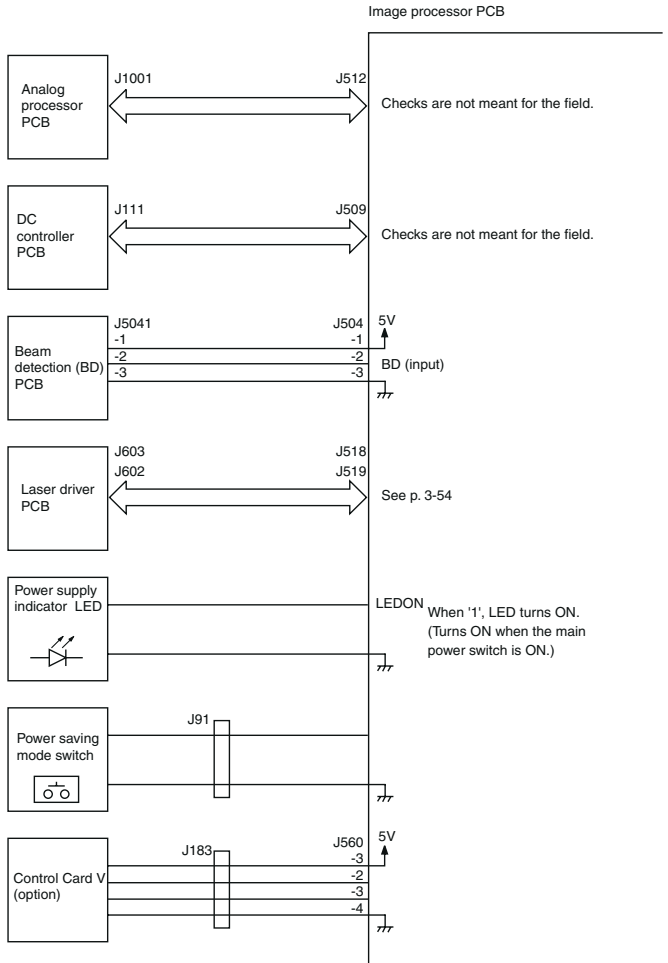 Image processor PCB
Analog
processor
PCB
J1001
J512
Checks are not meant for the field.
DC
controller
PCB
J111
J509
Checks are not meant for the field.
Beam
detection (BD)
PCB
J5041
-1
-2
-3
J504
-1
-2
-3
5V
BD (input)
Laser driver
PCB
J603
J602
J518
J519
See p. 3-54
Power supply
indicator LED
LEDON
When '1', LED turns ON.
(Turns ON when the main
power switch is ON.)
Power saving
mode switch
J91
Control Card V
(option)
J183
J560
-3
-2
-3
-4
5V